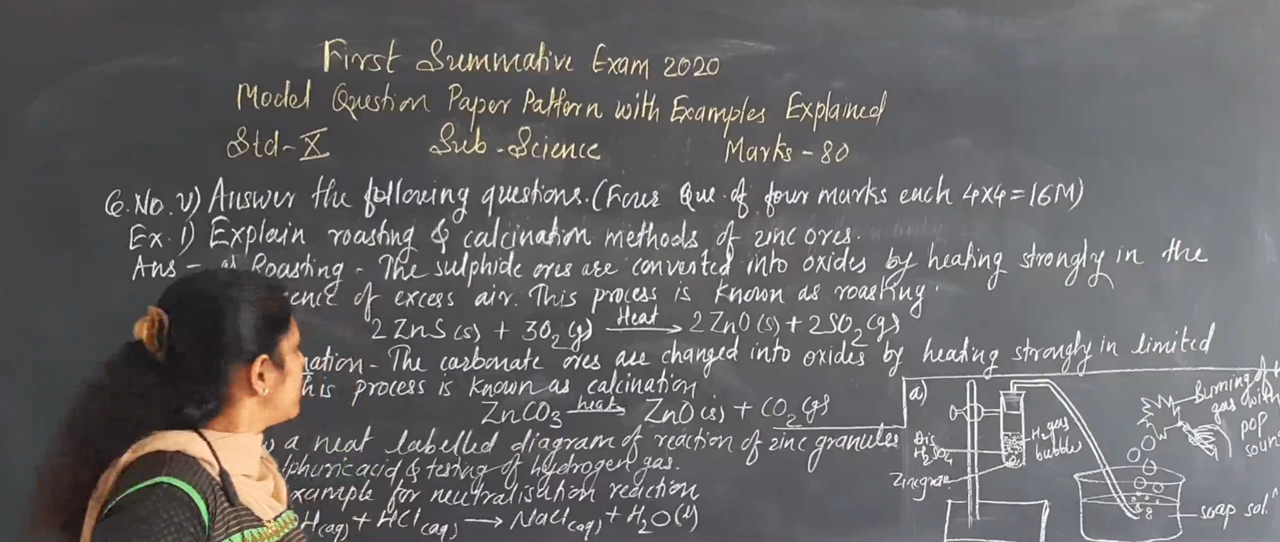 First Summative Exam 2020
Model Question Paper Pattern with Examples Explained
Std-X Sub-Science Marks-80
Q.No.V) Answer the following questions. (Four Que. of four marks each 4x4=16M)
Ex.1) Explain roasting & calcination methods of zinc ores.
Ans - a) Roasting - The sulphide ores are converted into oxides by heating strongly in the
ence of excess air. This process is known as roasting.
2ZnS(s) + 3O2(g) Heat → 2ZnO(s) + 2SO2(g)
nation - The carbonate ores are changed into oxides by heating strongly in limited
his process is known as calcination
ZnCO3 heat → ZnO(s) + CO2(g)
a neat labelled diagram of reaction of zinc granules
lphuric acid & testing of hydrogen gas.
xample for neutralisation reaction
H(aq) + HCl(aq) → NaCl(aq) + H2O(l)
a)
Dil H2SO4
Zinc gran
H2 gas bubbles
Burning of H
gas with
pop
soun
soap sol^n